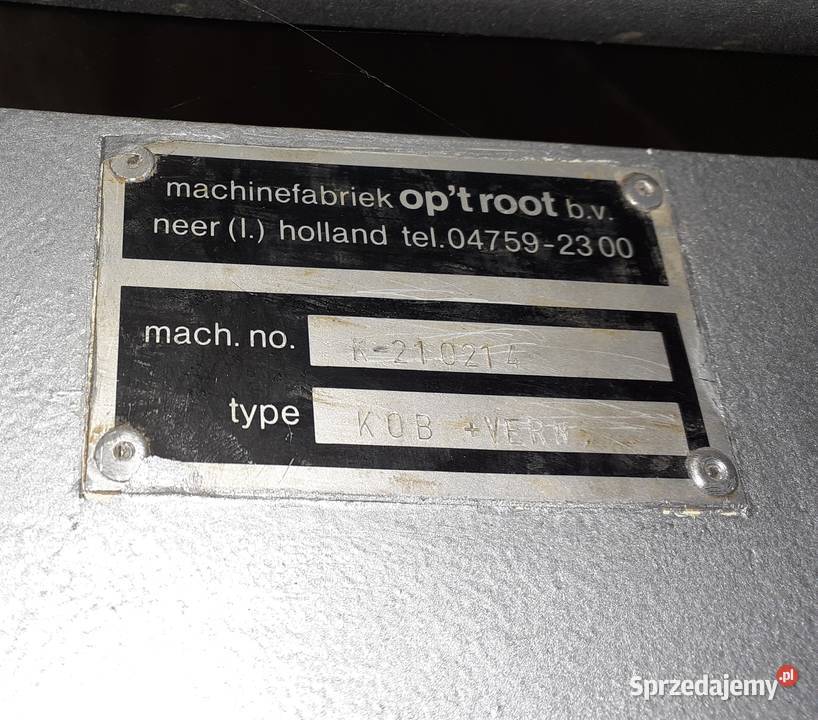 machinefabriek op't root b.v.
neer (l.) holland tel.04759-2300
mach. no. K-210214
type KOB +VERW
Sprzedajemy.pl